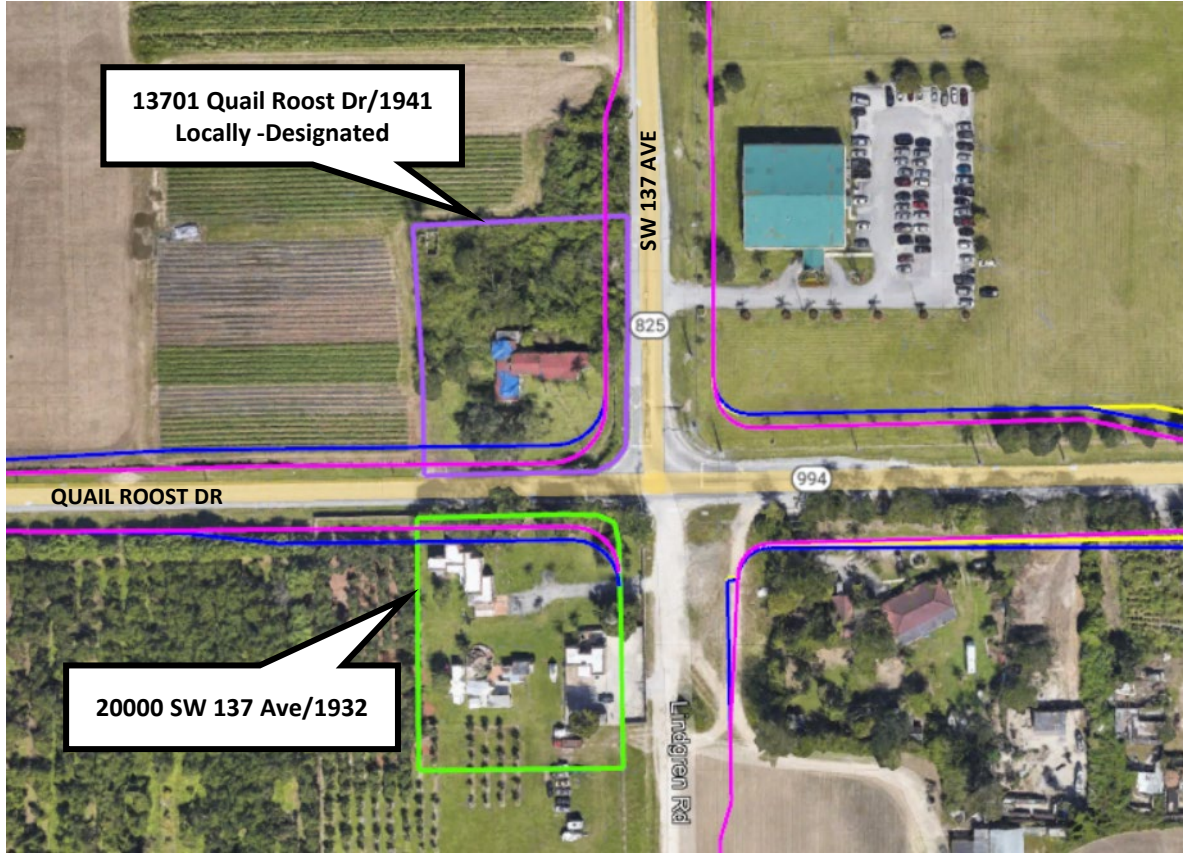 13701 Quail Roost Dr/1941
Locally -Designated
SW 137 AVE
825
994
QUAIL ROOST DR
20000 SW 137 Ave/1932
Lindgren Rd